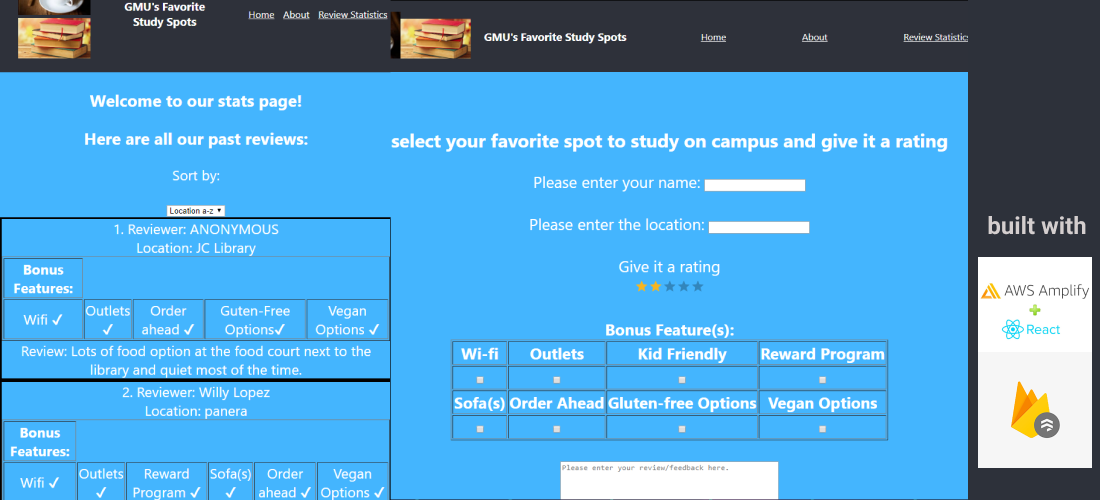 GMU's Favorite
Study Spots
Home About Review Statistics
Welcome to our stats page!
Here are all our past reviews:
Sort by:
Location a-z ▼
1. Reviewer: ANONYMOUS
Location: JC Library
Bonus
Features:
Wifi ✓ Outlets ✓ Order ahead ✓ Guten-Free Options✓ Vegan Options ✓
Review: Lots of food option at the food court next to the
library and quiet most of the time.
2. Reviewer: Willy Lopez
Location: panera
Bonus
Features:
Wifi ✓ Outlets ✓ Reward Program ✓ Sofa(s) ✓ Order ahead ✓ Vegan Options ✓
GMU's Favorite Study Spots Home About Review Statistics
select your favorite spot to study on campus and give it a rating
Please enter your name:
Please enter the location:
Give it a rating
★★★★★
Bonus Feature(s):
Wi-fi Outlets Kid Friendly Reward Program
Sofa(s) Order Ahead Gluten-free Options Vegan Options
Please enter your review/feedback here.
built with
AWS Amplify
React